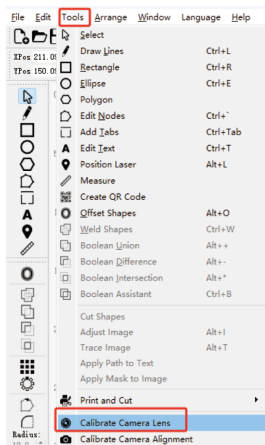 File Edit Tools Arrange Window Language Help
Select
XPos 211.0
Draw Lines Ctrl+L
YPos 150.0
Rectangle Ctrl+R
Ellipse Ctrl+E
Polygon
Edit Nodes Ctrl+`
Add Tabs Ctrl+Tab
Edit Text Ctrl+T
Position Laser Alt+L
Measure
Create QR Code
Offset Shapes Alt+O
Weld Shapes Ctrl+W
Boolean Union Alt++
Boolean Difference Alt+-
Boolean Intersection Alt+*
Boolean Assistant Ctrl+B
Cut Shapes
Adjust Image Alt+I
Trace Image Alt+T
Apply Path to Text
Apply Mask to Image
Print and Cut
Calibrate Camera Lens
Radius:
Calibrate Camera Alignment